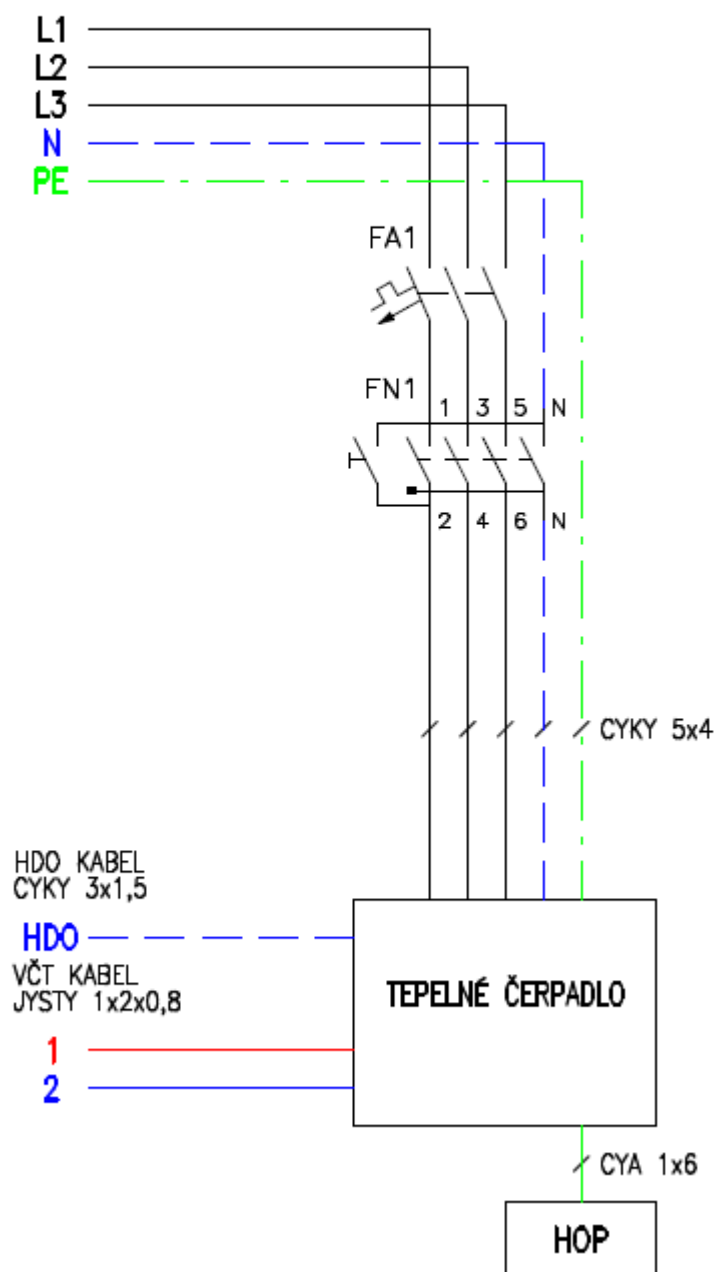 L1
L2
L3
N
PE
FA1
FN1
1 3 5 N
2 4 6 N
CYKY 5x4
HDO KABEL
CYKY 3x1,5
HDO
VČT KABEL
JYSTY 1x2x0,8
TEPELNÉ ČERPADLO
1
2
CYA 1x6
HOP